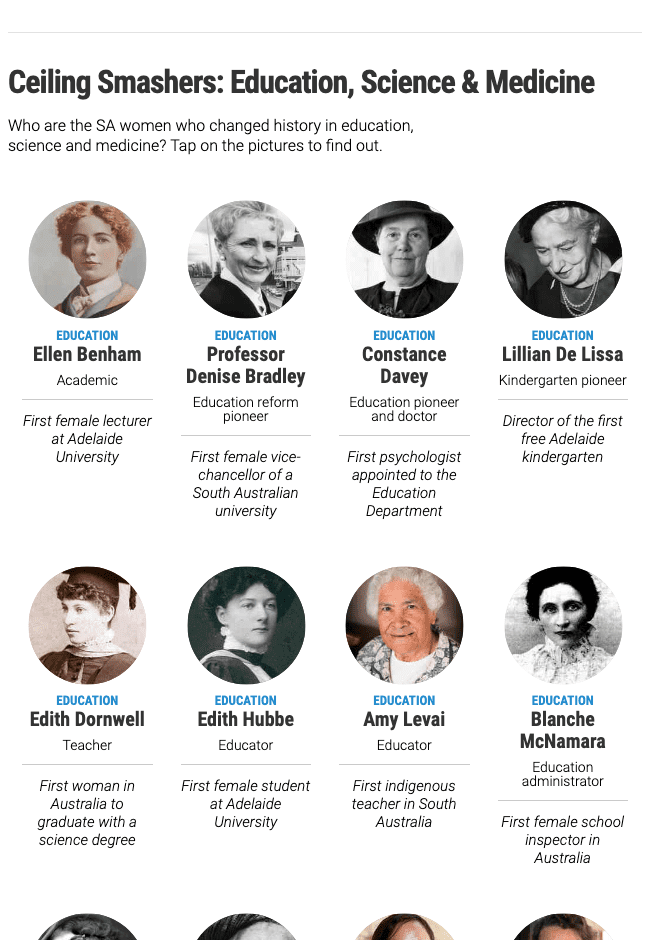 Ceiling Smashers: Education, Science & Medicine
Who are the SA women who changed history in education,
science and medicine? Tap on the pictures to find out.
EDUCATION
Ellen Benham
Academic
First female lecturer
at Adelaide
University
EDUCATION
Professor
Denise Bradley
Education reform
pioneer
First female vice-
chancellor of a
South Australian
university
EDUCATION
Constance
Davey
Education pioneer
and doctor
First psychologist
appointed to the
Education
Department
EDUCATION
Lillian De Lissa
Kindergarten pioneer
Director of the first
free Adelaide
kindergarten
EDUCATION
Edith Dornwell
Teacher
First woman in
Australia to
graduate with a
science degree
EDUCATION
Edith Hubbe
Educator
First female student
at Adelaide
University
EDUCATION
Amy Levai
Educator
First indigenous
teacher in South
Australia
EDUCATION
Blanche
McNamara
Education
administrator
First female school
inspector in
Australia